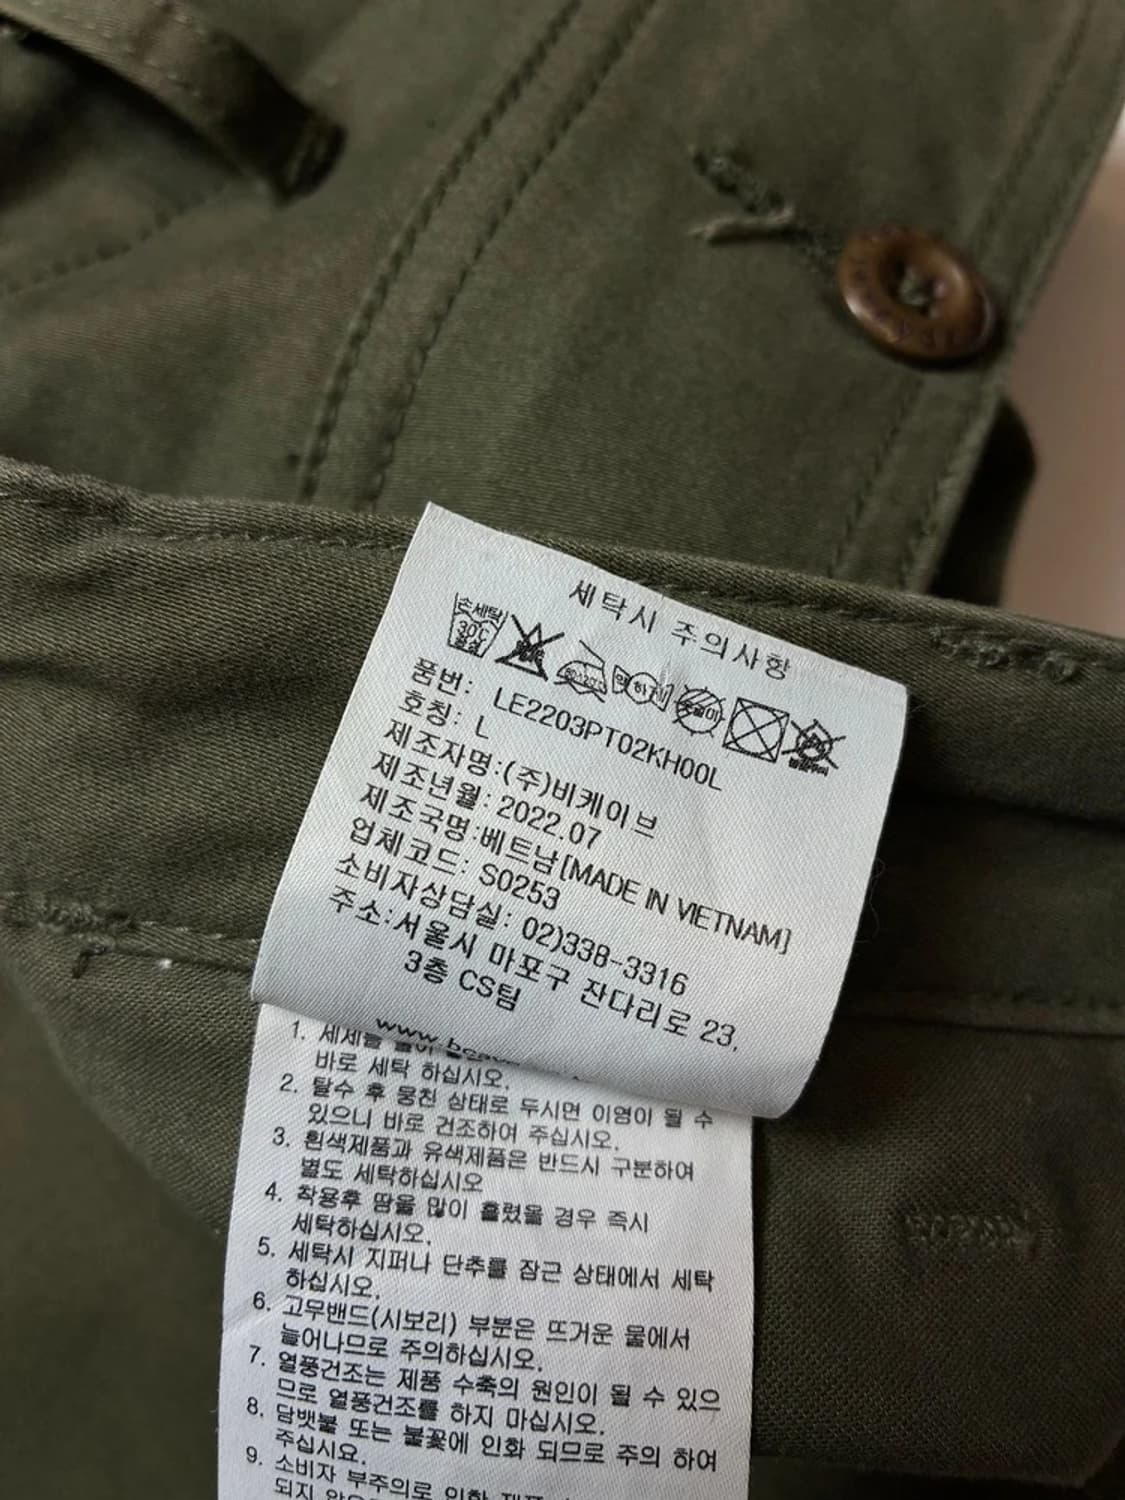 세탁시 주의사항
손세탁
30℃
중성
품번: LE2203PT02KH00L
호칭: L
제조자명:(주)비케이브
제조년월: 2022.07
제조국명:베트남[MADE IN VIETNAM]
업체코드: S0253
소비자상담실: 02)338-3316
주소:서울시 마포구 잔다리로 23,
3층 CS팀
1. 세제를 풀어
바로 세탁 하십시오.
2. 탈수 후 뭉친 상태로 두시면 이염이 될 수
있으니 바로 건조하여 주십시오.
3. 흰색제품과 유색제품은 반드시 구분하여
별도 세탁하십시오
4. 착용후 땀을 많이 흘렸을 경우 즉시
세탁하십시오.
5. 세탁시 지퍼나 단추를 잠근 상태에서 세탁
하십시오.
6. 고무밴드(시보리) 부분은 뜨거운 물에서
늘어나므로 주의하십시오.
7. 열풍건조는 제품 수축의 원인이 될 수 있으
므로 열풍건조를 하지 마십시오.
8. 담뱃불 또는 불꽃에 인화 되므로 주의 하여
주십시요.
9. 소비자 부주의로 인한 제품
되지